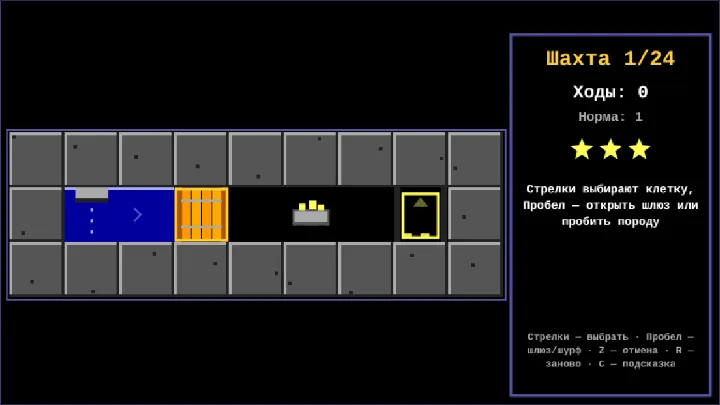 Шахта 1/24
Ходы: 0
Норма: 1
Стрелки выбирают клетку,
Пробел — открыть шлюз или
пробить породу
Стрелки — выбрать · Пробел —
шлюз/шурф · Z — отмена · R —
заново · C — подсказка